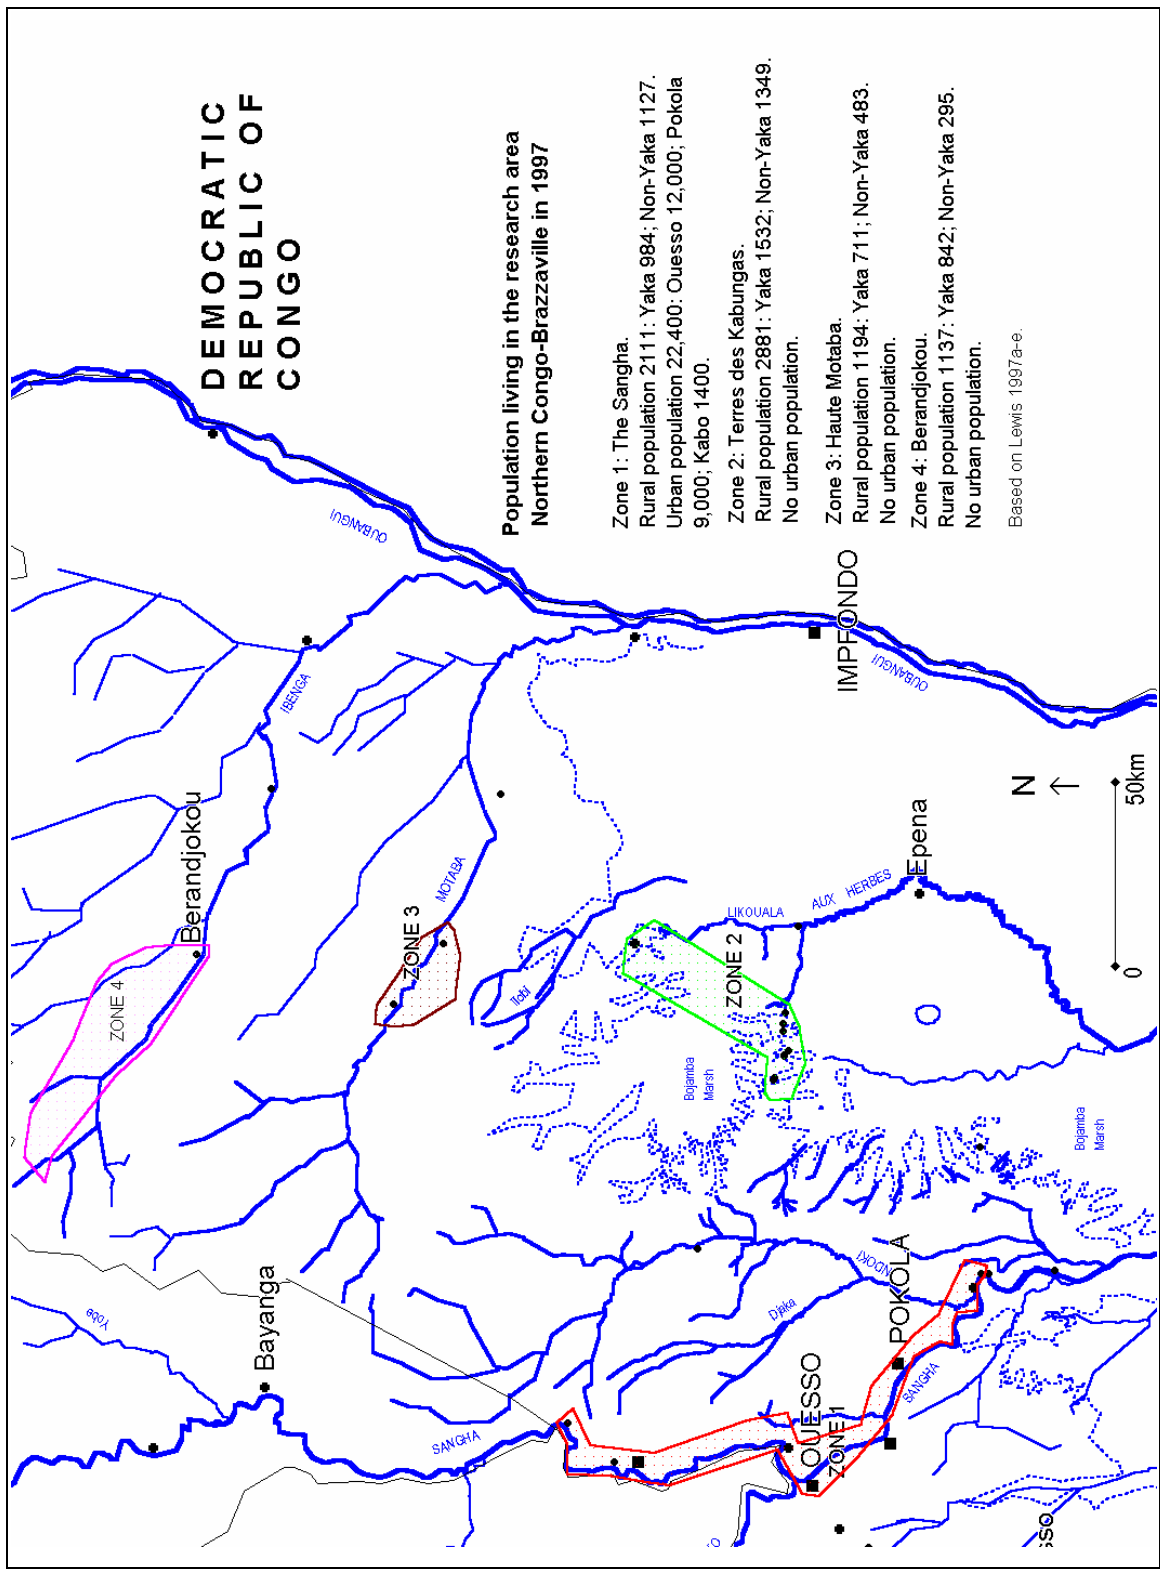 DEMOCRATIC
REPUBLIC OF
CONGO
Population living in the research area
Northern Congo-Brazzaville in 1997
Zone 1: The Sangha.
Rural population 2111: Yaka 984; Non-Yaka 1127.
Urban population 22,400: Ouesso 12,000; Pokola
9,000; Kabo 1400.
Zone 2: Terres des Kabungas.
Rural population 2881: Yaka 1532; Non-Yaka 1349.
No urban population.
Zone 3: Haute Motaba.
Rural population 1194: Yaka 711; Non-Yaka 483.
No urban population.
Zone 4: Berandjokou.
Rural population 1137: Yaka 842; Non-Yaka 295.
No urban population.
Based on Lewis 1997a-e.
OUBANGUI
IBENGA
Berandjokou
ZONE 4
MOTABA
ZONE 3
Ilobi
IMPFONDO
OUBANGUI
N
0
50km
Epena
LIKOUALA
AUX HERBES
ZONE 2
Bojamba
Marsh
Bojamba
Marsh
Yobe
Bayanga
SANGHA
Djaka
NDOKI
POKOLA
OUESSO
ZONE 1
SANGHA
SSO